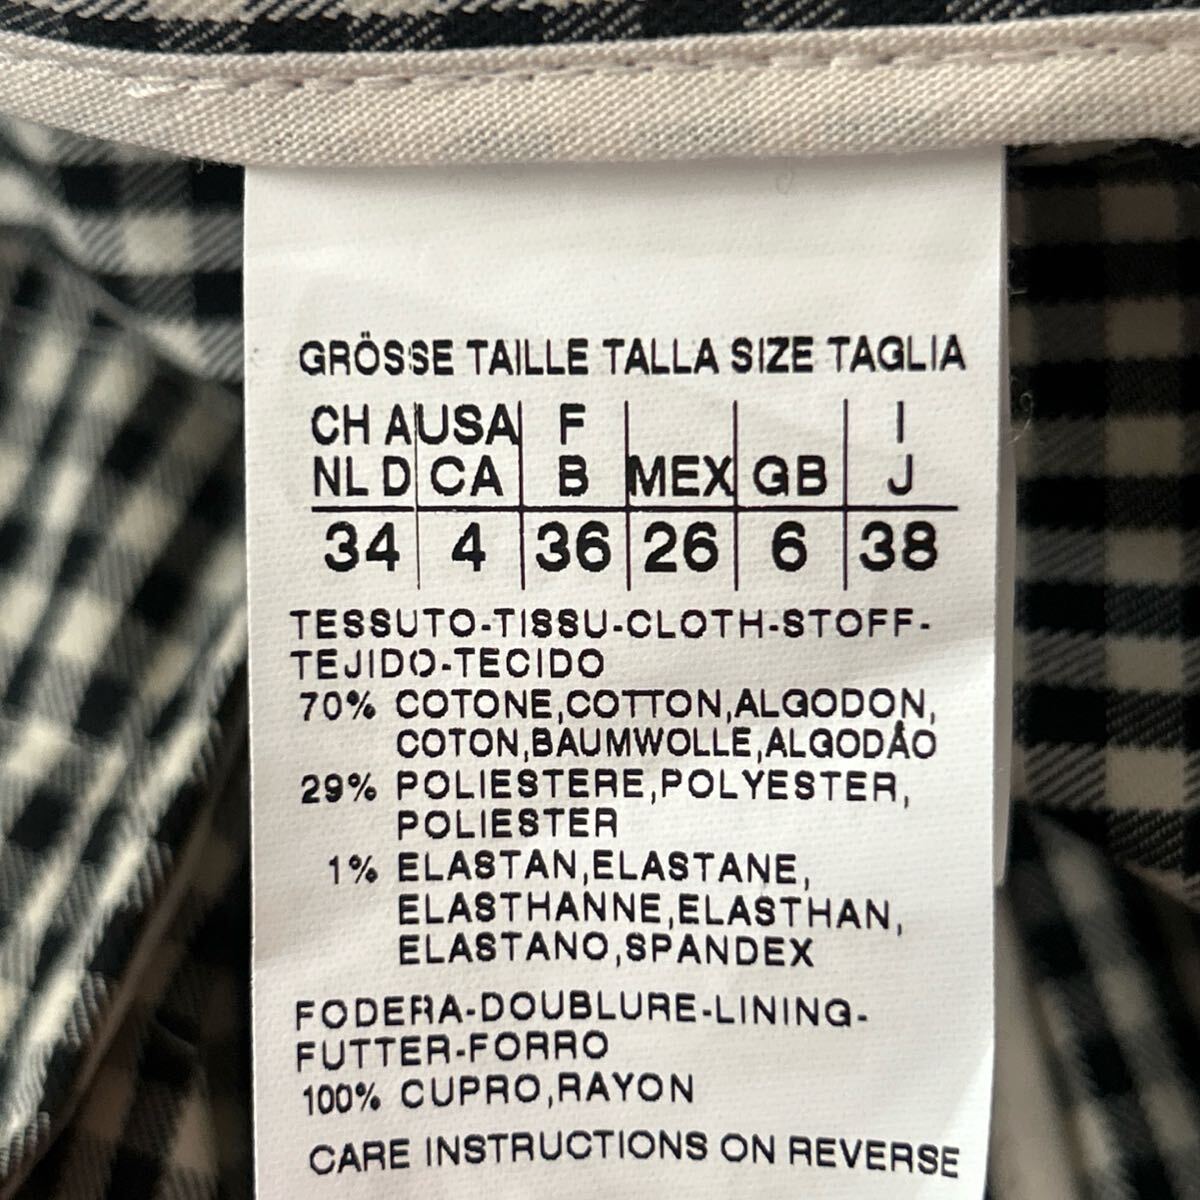 GRÖSSE TAILLE TALLA SIZE TAGLIA
CH A USA F I
NL D CA B MEX GB J
34 4 36 26 6 38
TESSUTO-TISSU-CLOTH-STOFF-
TEJIDO-TECIDO
70% COTONE,COTTON,ALGODON,
COTON,BAUMWOLLE,ALGODÃO
29% POLIESTERE,POLYESTER,
POLIESTER
1% ELASTAN,ELASTANE,
ELASTHANNE,ELASTHAN,
ELASTANO,SPANDEX
FODERA-DOUBLURE-LINING-
FUTTER-FORRO
100% CUPRO,RAYON
CARE INSTRUCTIONS ON REVERSE